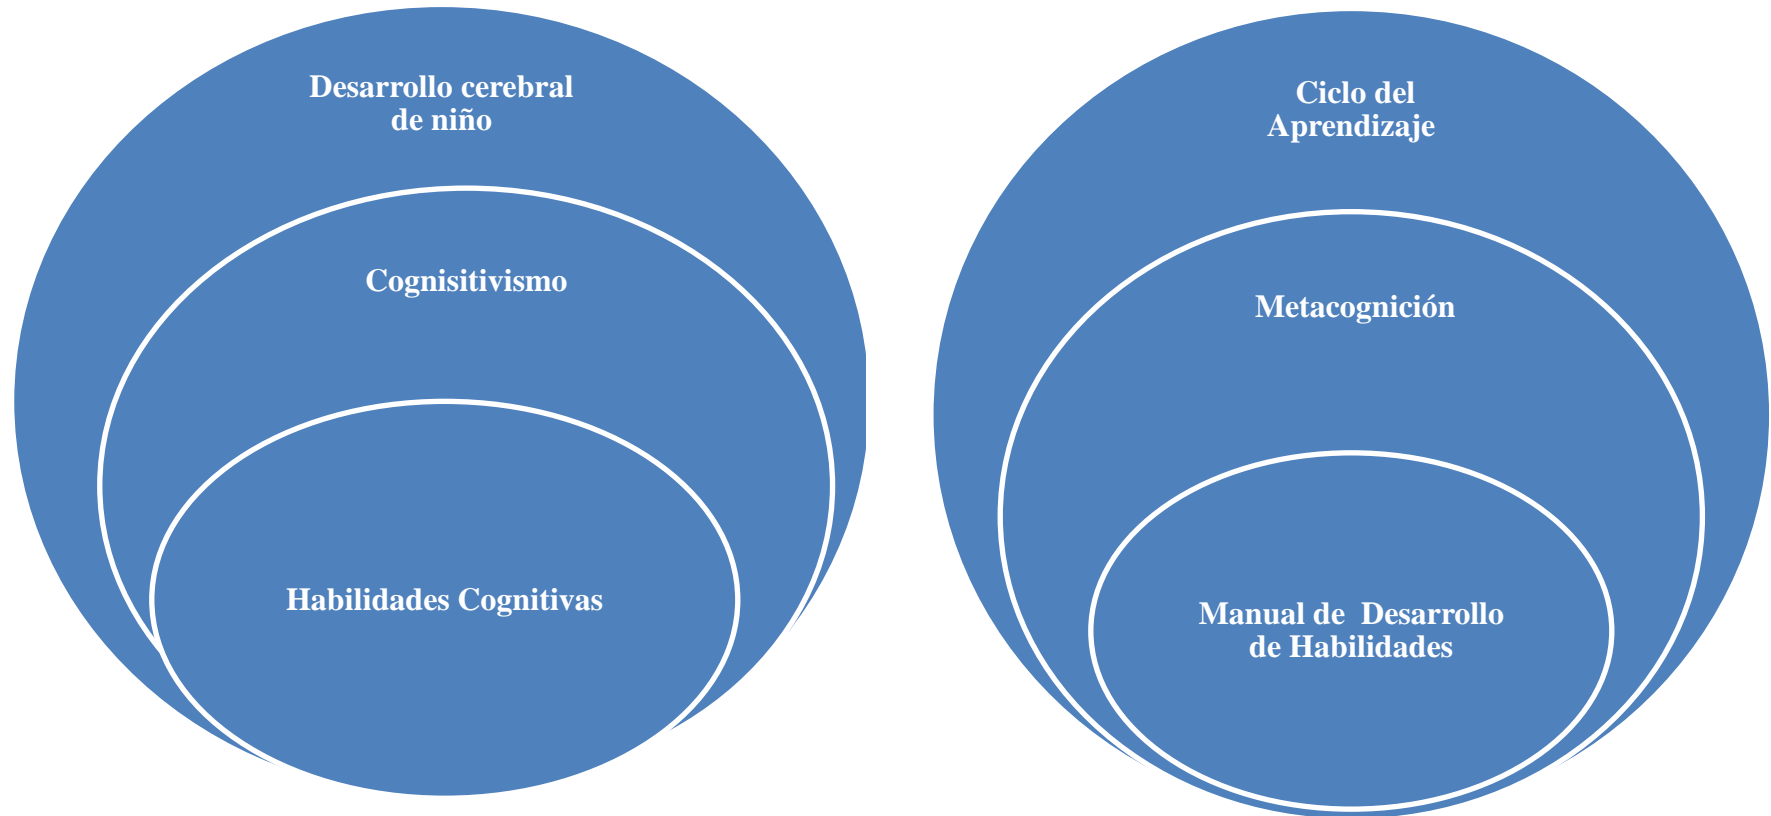 Desarrollo cerebral
de niño
Cognisitivismo
Habilidades Cognitivas
Ciclo del
Aprendizaje
Metacognición
Manual de  Desarrollo
de Habilidades